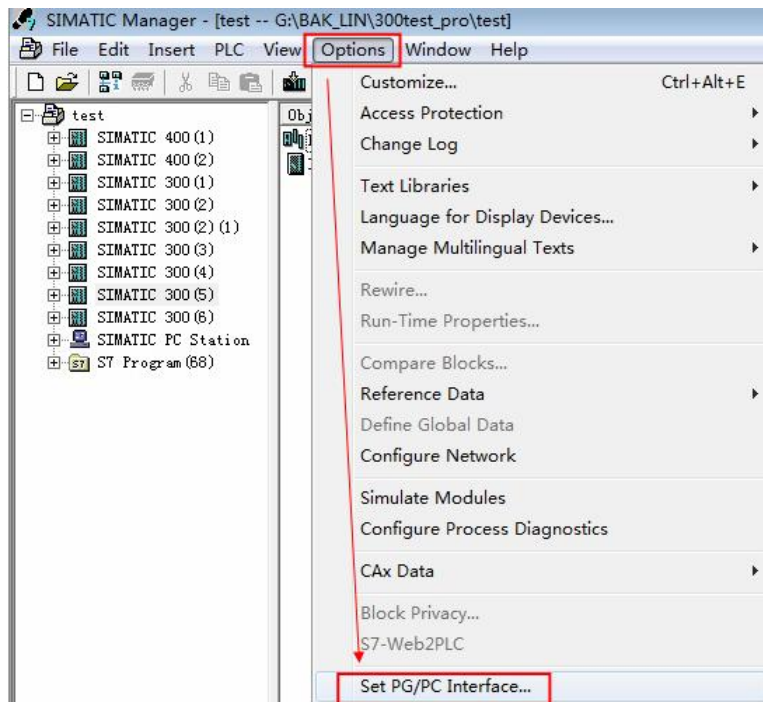 SIMATIC Manager - [test -- G:\BAK_LIN\300test_pro\test]
File Edit Insert PLC View Options Window Help
test
SIMATIC 400(1)
SIMATIC 400(2)
SIMATIC 300(1)
SIMATIC 300(2)
SIMATIC 300(2)(1)
SIMATIC 300(3)
SIMATIC 300(4)
SIMATIC 300(5)
SIMATIC 300(6)
SIMATIC PC Station
S7 Program(68)
Obj
Customize... Ctrl+Alt+E
Access Protection
Change Log
Text Libraries
Language for Display Devices...
Manage Multilingual Texts
Rewire...
Run-Time Properties...
Compare Blocks...
Reference Data
Define Global Data
Configure Network
Simulate Modules
Configure Process Diagnostics
CAx Data
Block Privacy...
S7-Web2PLC
Set PG/PC Interface...